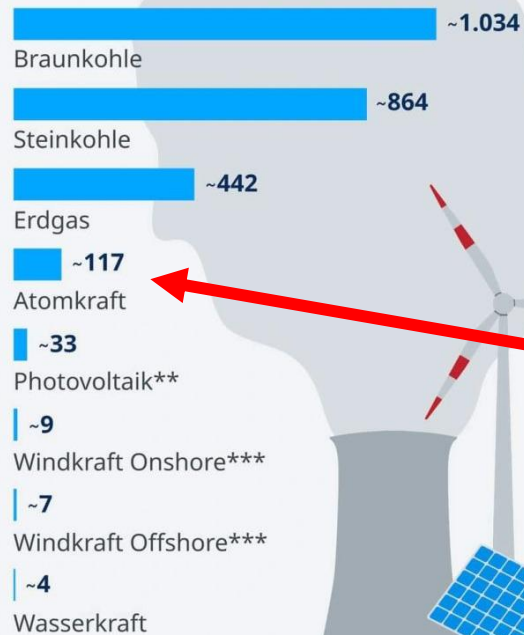 ~1.034
Braunkohle
~864
Steinkohle
~442
Erdgas
~117
Atomkraft
~33
Photovoltaik**
~9
Windkraft Onshore***
~7
Windkraft Offshore***
~4
Wasserkraft